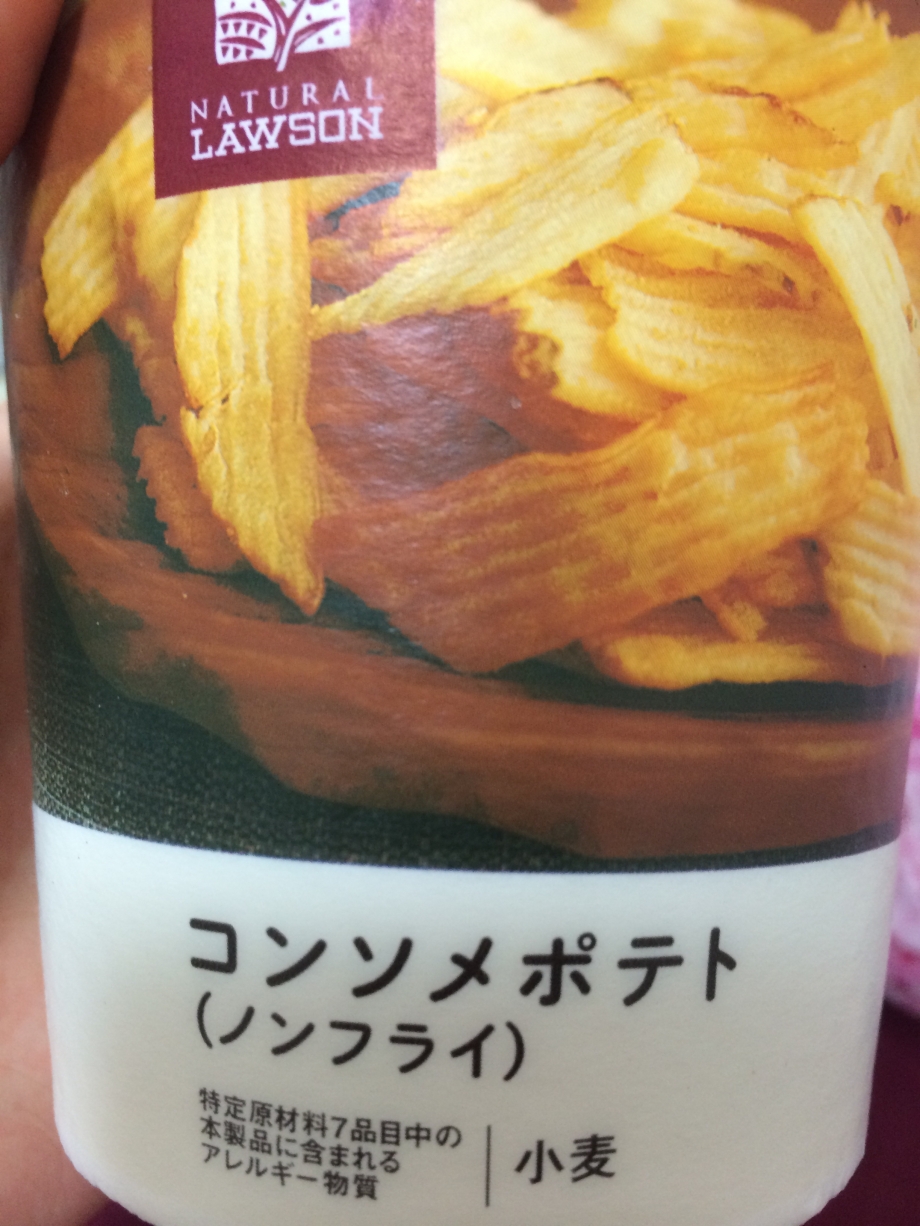 NATURAL
LAWSON
コンソメポテト
(ノンフライ)
特定原材料7品目中の
本製品に含まれる
アレルギー物質
小麦